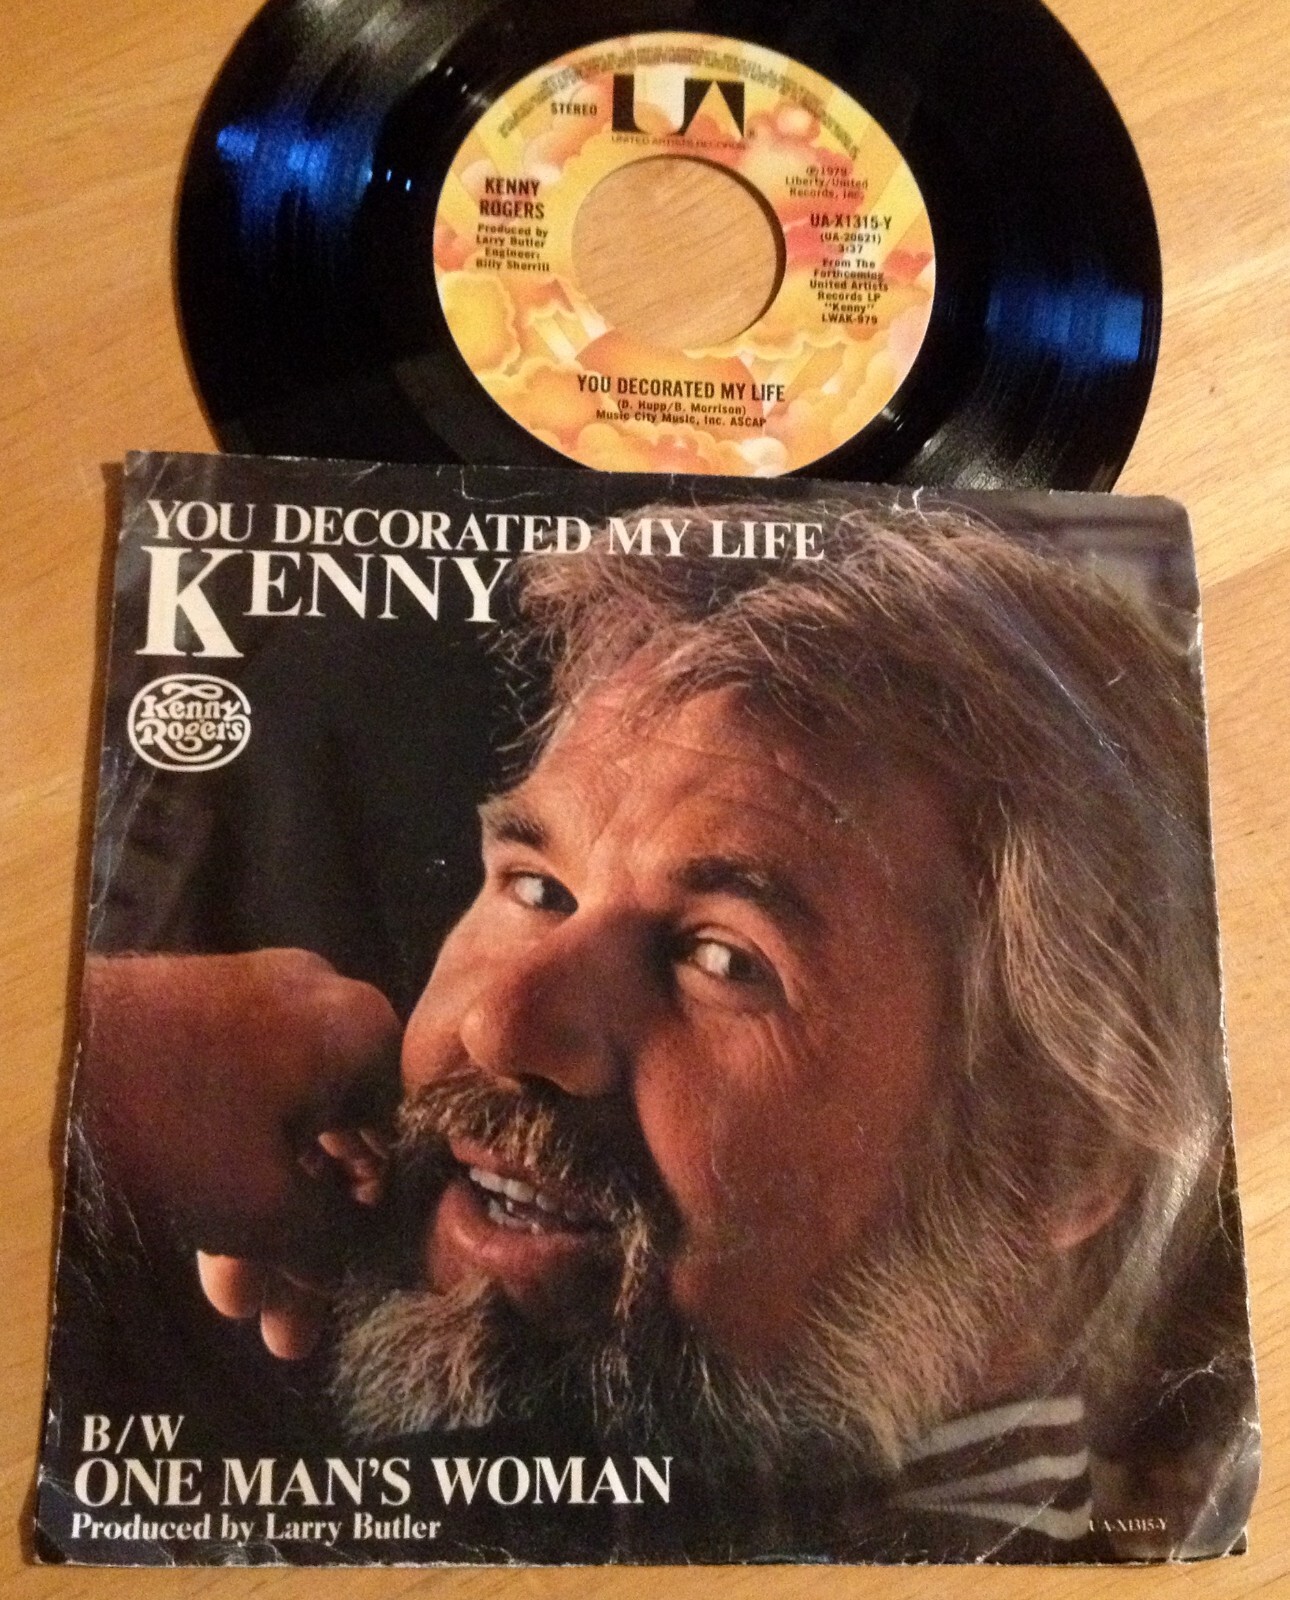 STEREO
UA
UNITED ARTISTS RECORDS
KENNY
ROGERS
Produced by
Larry Butler
Engineer:
Billy Sherrill
℗1979
Liberty/United
Records, Inc.
UA-X1315-Y
(UA-20621)
3:37
From The
Forthcoming
United Artists
Records LP
"Kenny"
LWAK-979
YOU DECORATED MY LIFE
(D. Hupp/B. Morrison)
Music City Music, Inc. ASCAP
YOU DECORATED MY LIFE
KENNY
Kenny
Rogers
B/W
ONE MAN'S WOMAN
Produced by Larry Butler
UA-X1315-Y